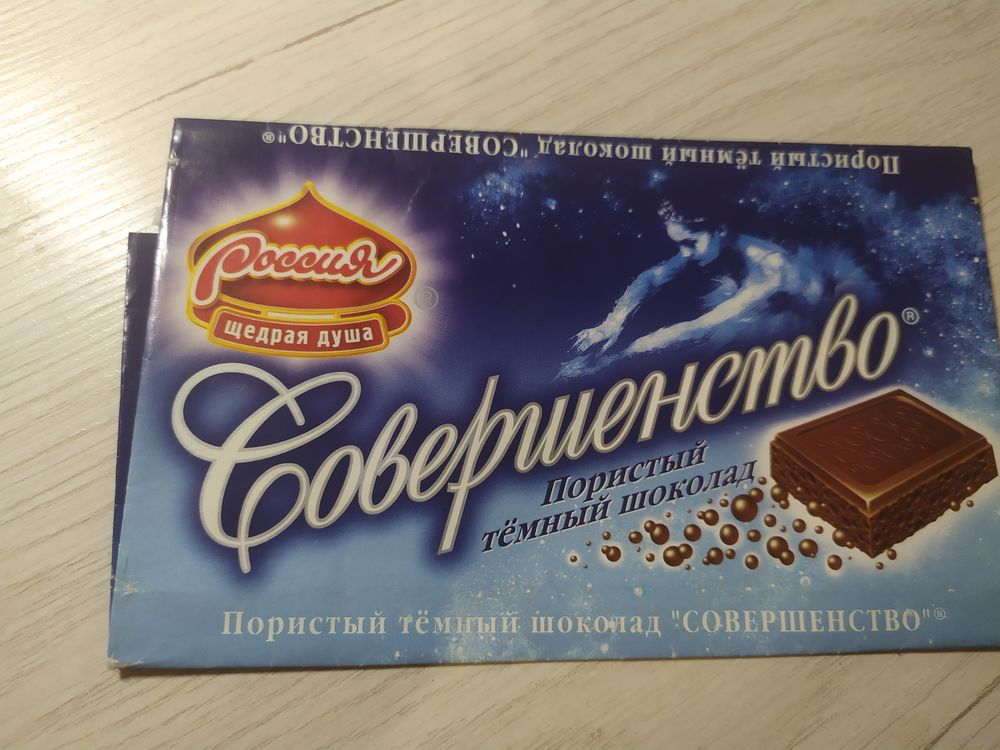 Пористый тёмный шоколад "СОВЕРШЕНСТВО"®
Россия
щедрая душа
®
Совершенство®
Пористый
тёмный шоколад
Пористый тёмный шоколад "СОВЕРШЕНСТВО"®